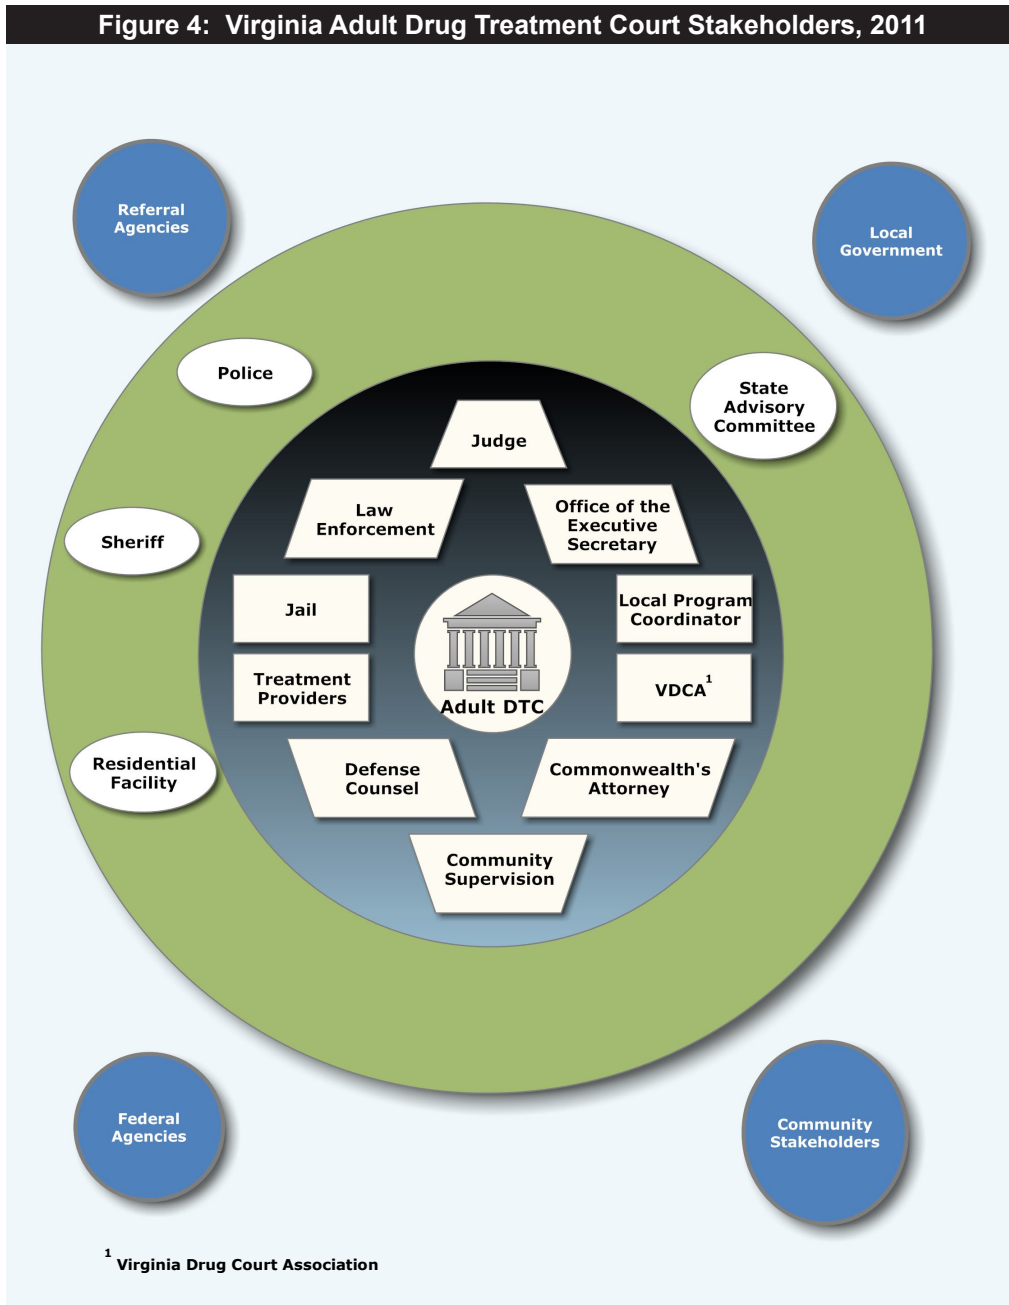 Figure 4:  Virginia Adult Drug Treatment Court Stakeholders, 2011
Referral
Agencies
Local
Government
Police
State
Advisory
Committee
Judge
Law
Enforcement
Office of the
Executive
Secretary
Sheriff
Jail
Local Program
Coordinator
Treatment
Providers
VDCA1
Adult DTC
Residential
Facility
Defense
Counsel
Commonwealth's
Attorney
Community
Supervision
Federal
Agencies
Community
Stakeholders
1 Virginia Drug Court Association